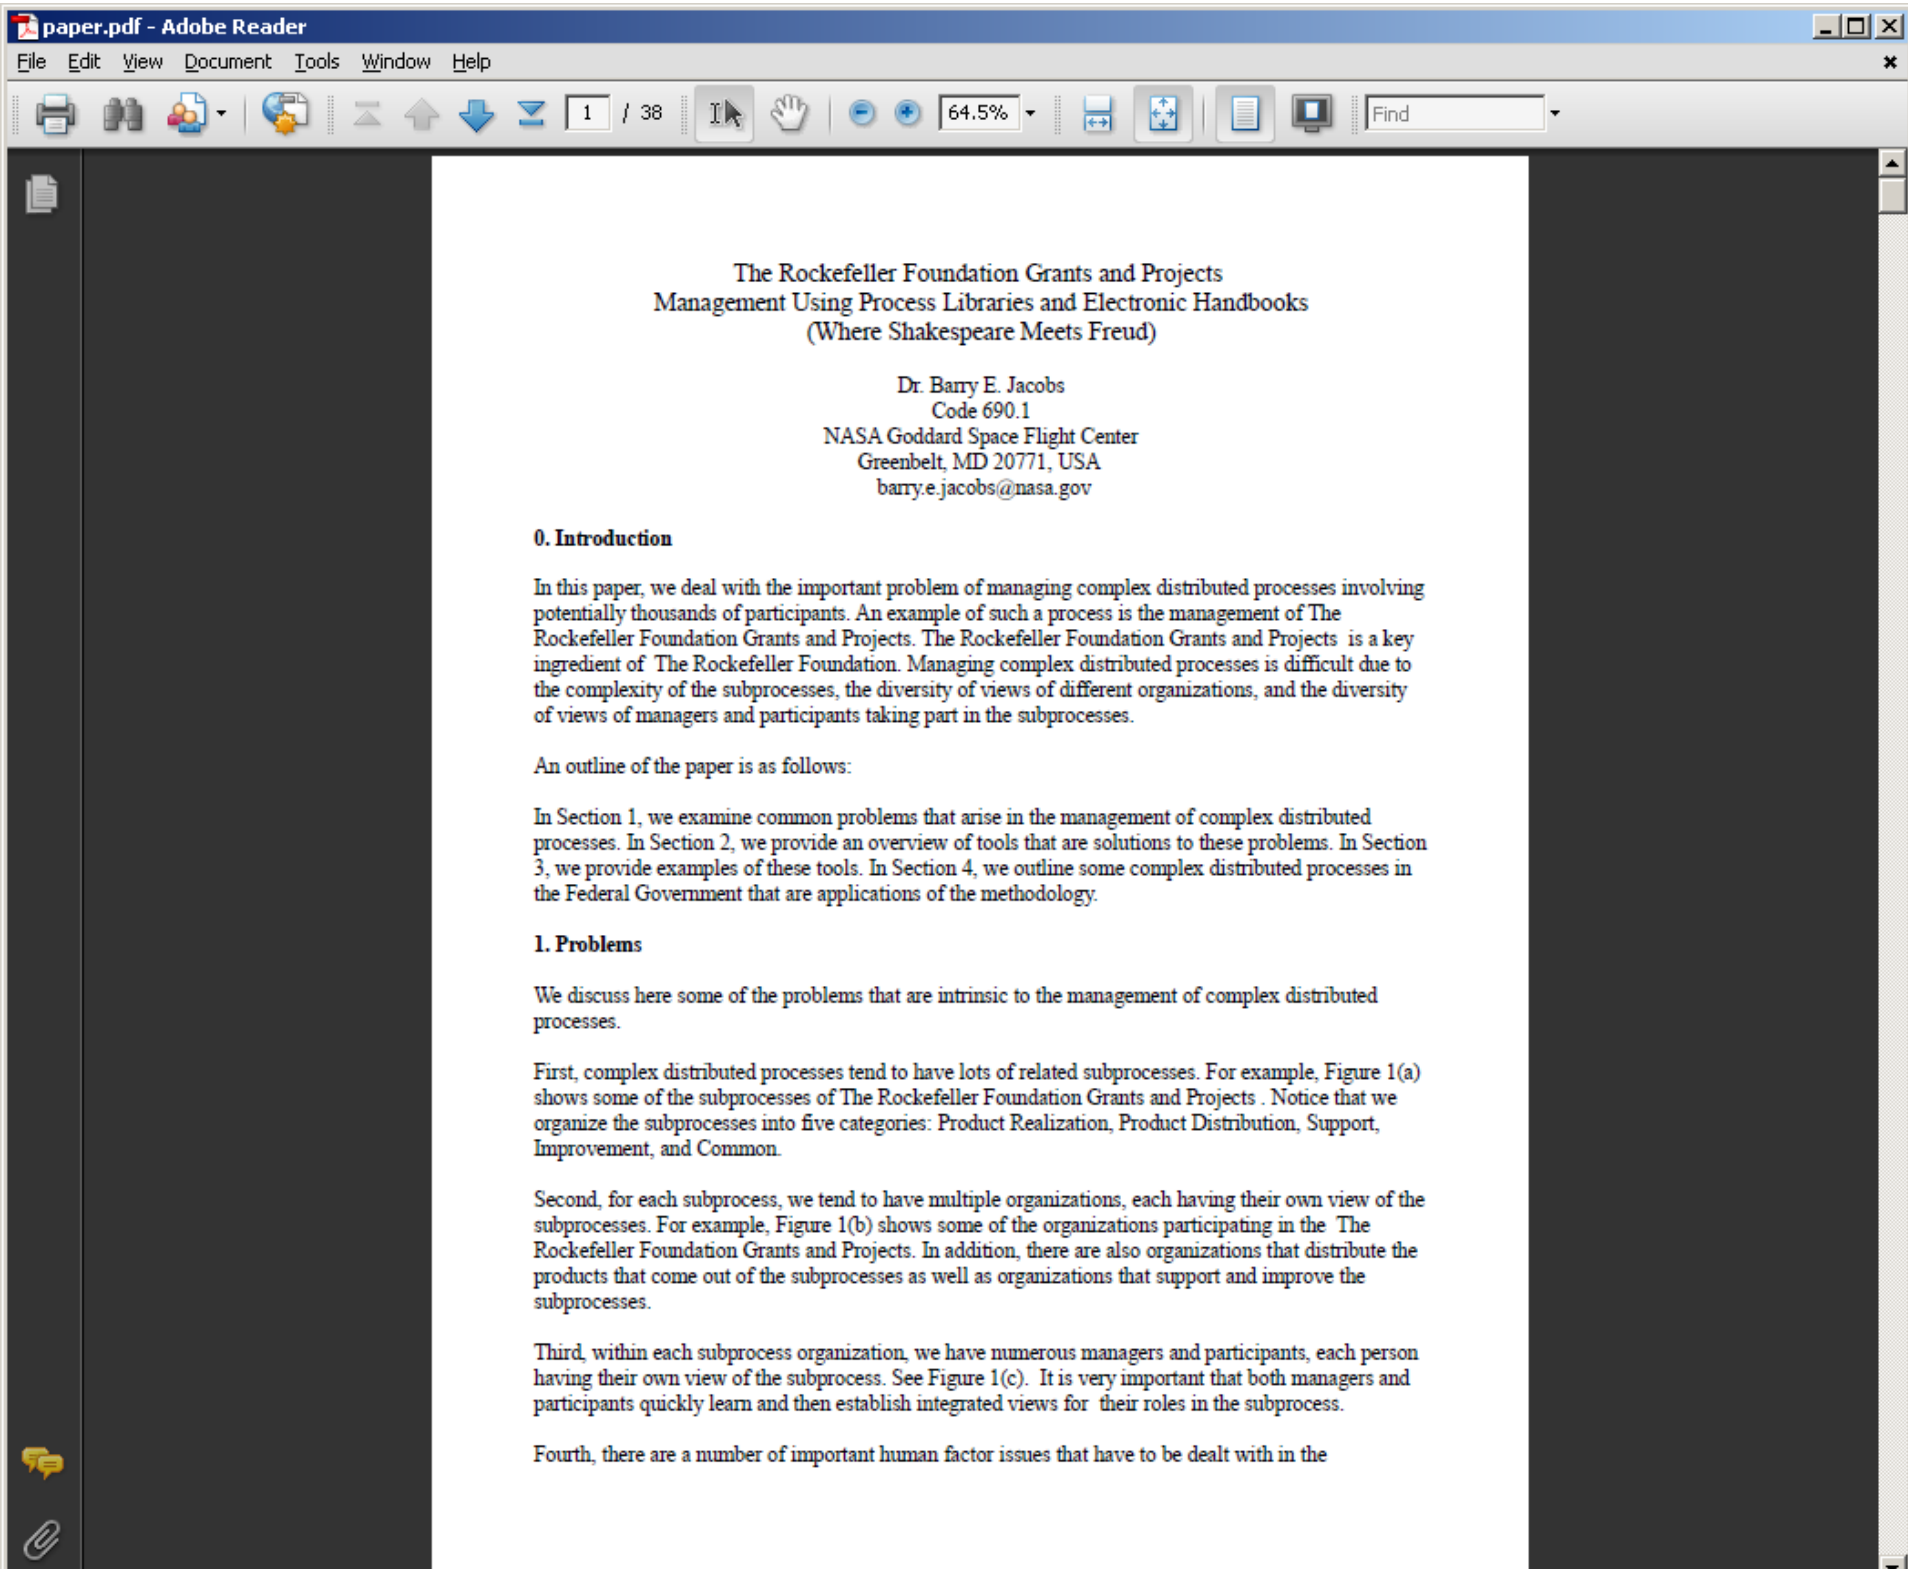 paper.pdf - Adobe Reader
File Edit View Document Tools Window Help
1 / 38 64.5% Find
The Rockefeller Foundation Grants and Projects
Management Using Process Libraries and Electronic Handbooks
(Where Shakespeare Meets Freud)
Dr. Barry E. Jacobs
Code 690.1
NASA Goddard Space Flight Center
Greenbelt, MD 20771, USA
barry.e.jacobs@nasa.gov
0. Introduction
In this paper, we deal with the important problem of managing complex distributed processes involving
potentially thousands of participants. An example of such a process is the management of The
Rockefeller Foundation Grants and Projects. The Rockefeller Foundation Grants and Projects  is a key
ingredient of  The Rockefeller Foundation. Managing complex distributed processes is difficult due to
the complexity of the subprocesses, the diversity of views of different organizations, and the diversity
of views of managers and participants taking part in the subprocesses.
An outline of the paper is as follows:
In Section 1, we examine common problems that arise in the management of complex distributed
processes. In Section 2, we provide an overview of tools that are solutions to these problems. In Section
3, we provide examples of these tools. In Section 4, we outline some complex distributed processes in
the Federal Government that are applications of the methodology.
1. Problems
We discuss here some of the problems that are intrinsic to the management of complex distributed
processes.
First, complex distributed processes tend to have lots of related subprocesses. For example, Figure 1(a)
shows some of the subprocesses of The Rockefeller Foundation Grants and Projects . Notice that we
organize the subprocesses into five categories: Product Realization, Product Distribution, Support,
Improvement, and Common.
Second, for each subprocess, we tend to have multiple organizations, each having their own view of the
subprocesses. For example, Figure 1(b) shows some of the organizations participating in the  The
Rockefeller Foundation Grants and Projects. In addition, there are also organizations that distribute the
products that come out of the subprocesses as well as organizations that support and improve the
subprocesses.
Third, within each subprocess organization, we have numerous managers and participants, each person
having their own view of the subprocess. See Figure 1(c).  It is very important that both managers and
participants quickly learn and then establish integrated views for  their roles in the subprocess.
Fourth, there are a number of important human factor issues that have to be dealt with in the